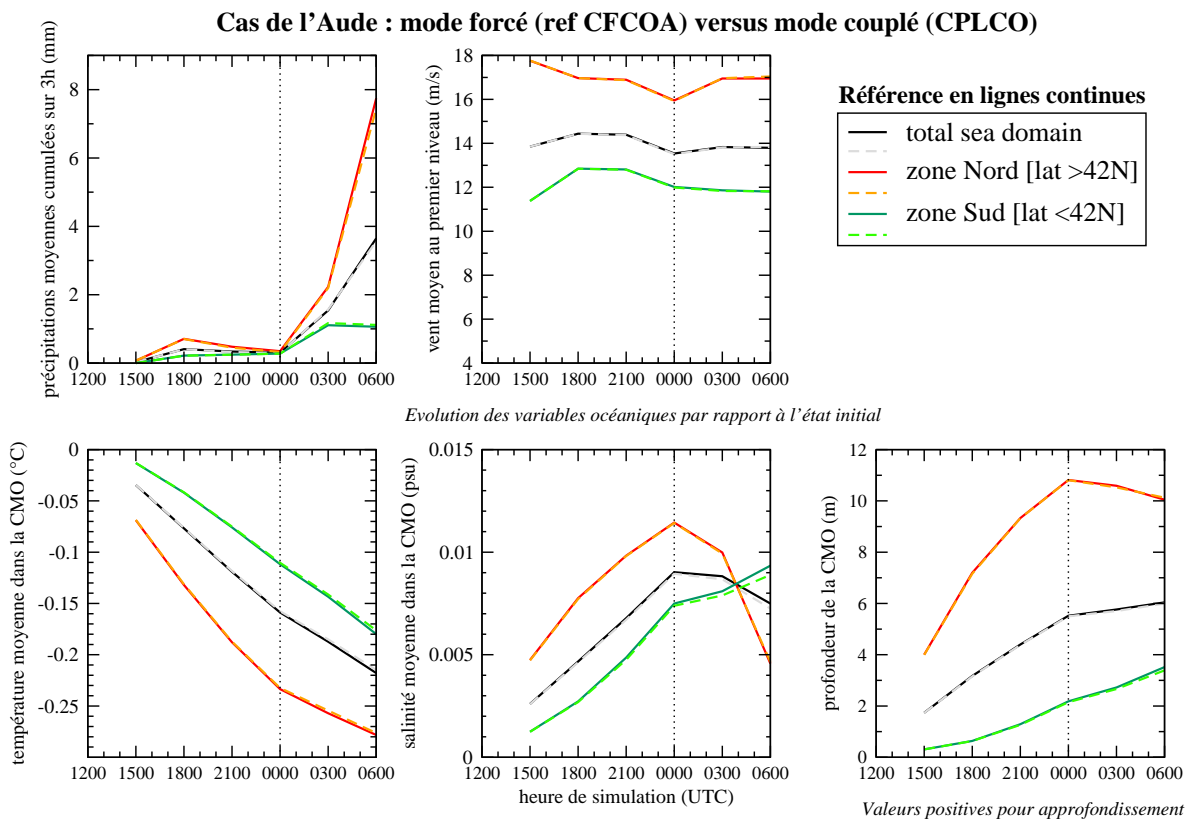 Cas de l’Aude : mode forcé (ref CFCOA) versus mode couplé (CPLCO)
précipitations moyennes cumulées sur 3h (mm)
8
6
4
2
0
1200 1500 1800 2100 0000 0300 0600
vent moyen au premier niveau (m/s)
18
16
14
12
10
8
6
4
1200 1500 1800 2100 0000 0300 0600
Référence en lignes continues
total sea domain
zone Nord [lat >42N]
zone Sud [lat <42N]
Evolution des variables océaniques par rapport à l’état initial
température moyenne dans la CMO (°C)
0
-0.05
-0.1
-0.15
-0.2
-0.25
1200 1500 1800 2100 0000 0300 0600
salinité moyenne dans la CMO (psu)
0.015
0.01
0.005
0
1200 1500 1800 2100 0000 0300 0600
heure de simulation (UTC)
profondeur de la CMO (m)
12
10
8
6
4
2
0
1200 1500 1800 2100 0000 0300 0600
Valeurs positives pour approfondissement